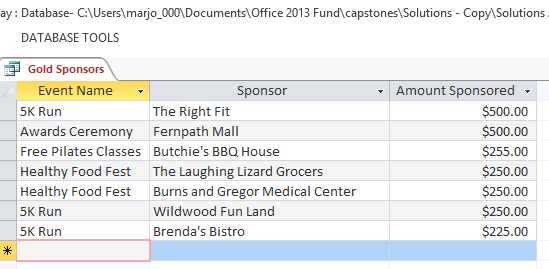 ay : Database- C:\Users\marjo_000\Documents\Office 2013 Fund\capstones\Solutions - Copy\Solutions
DATABASE TOOLS
Gold Sponsors
Event Name Sponsor Amount Sponsored
5K Run The Right Fit $500.00
Awards Ceremony Fernpath Mall $500.00
Free Pilates Classes Butchie's BBQ House $255.00
Healthy Food Fest The Laughing Lizard Grocers $250.00
Healthy Food Fest Burns and Gregor Medical Center $250.00
5K Run Wildwood Fun Land $250.00
5K Run Brenda's Bistro $225.00